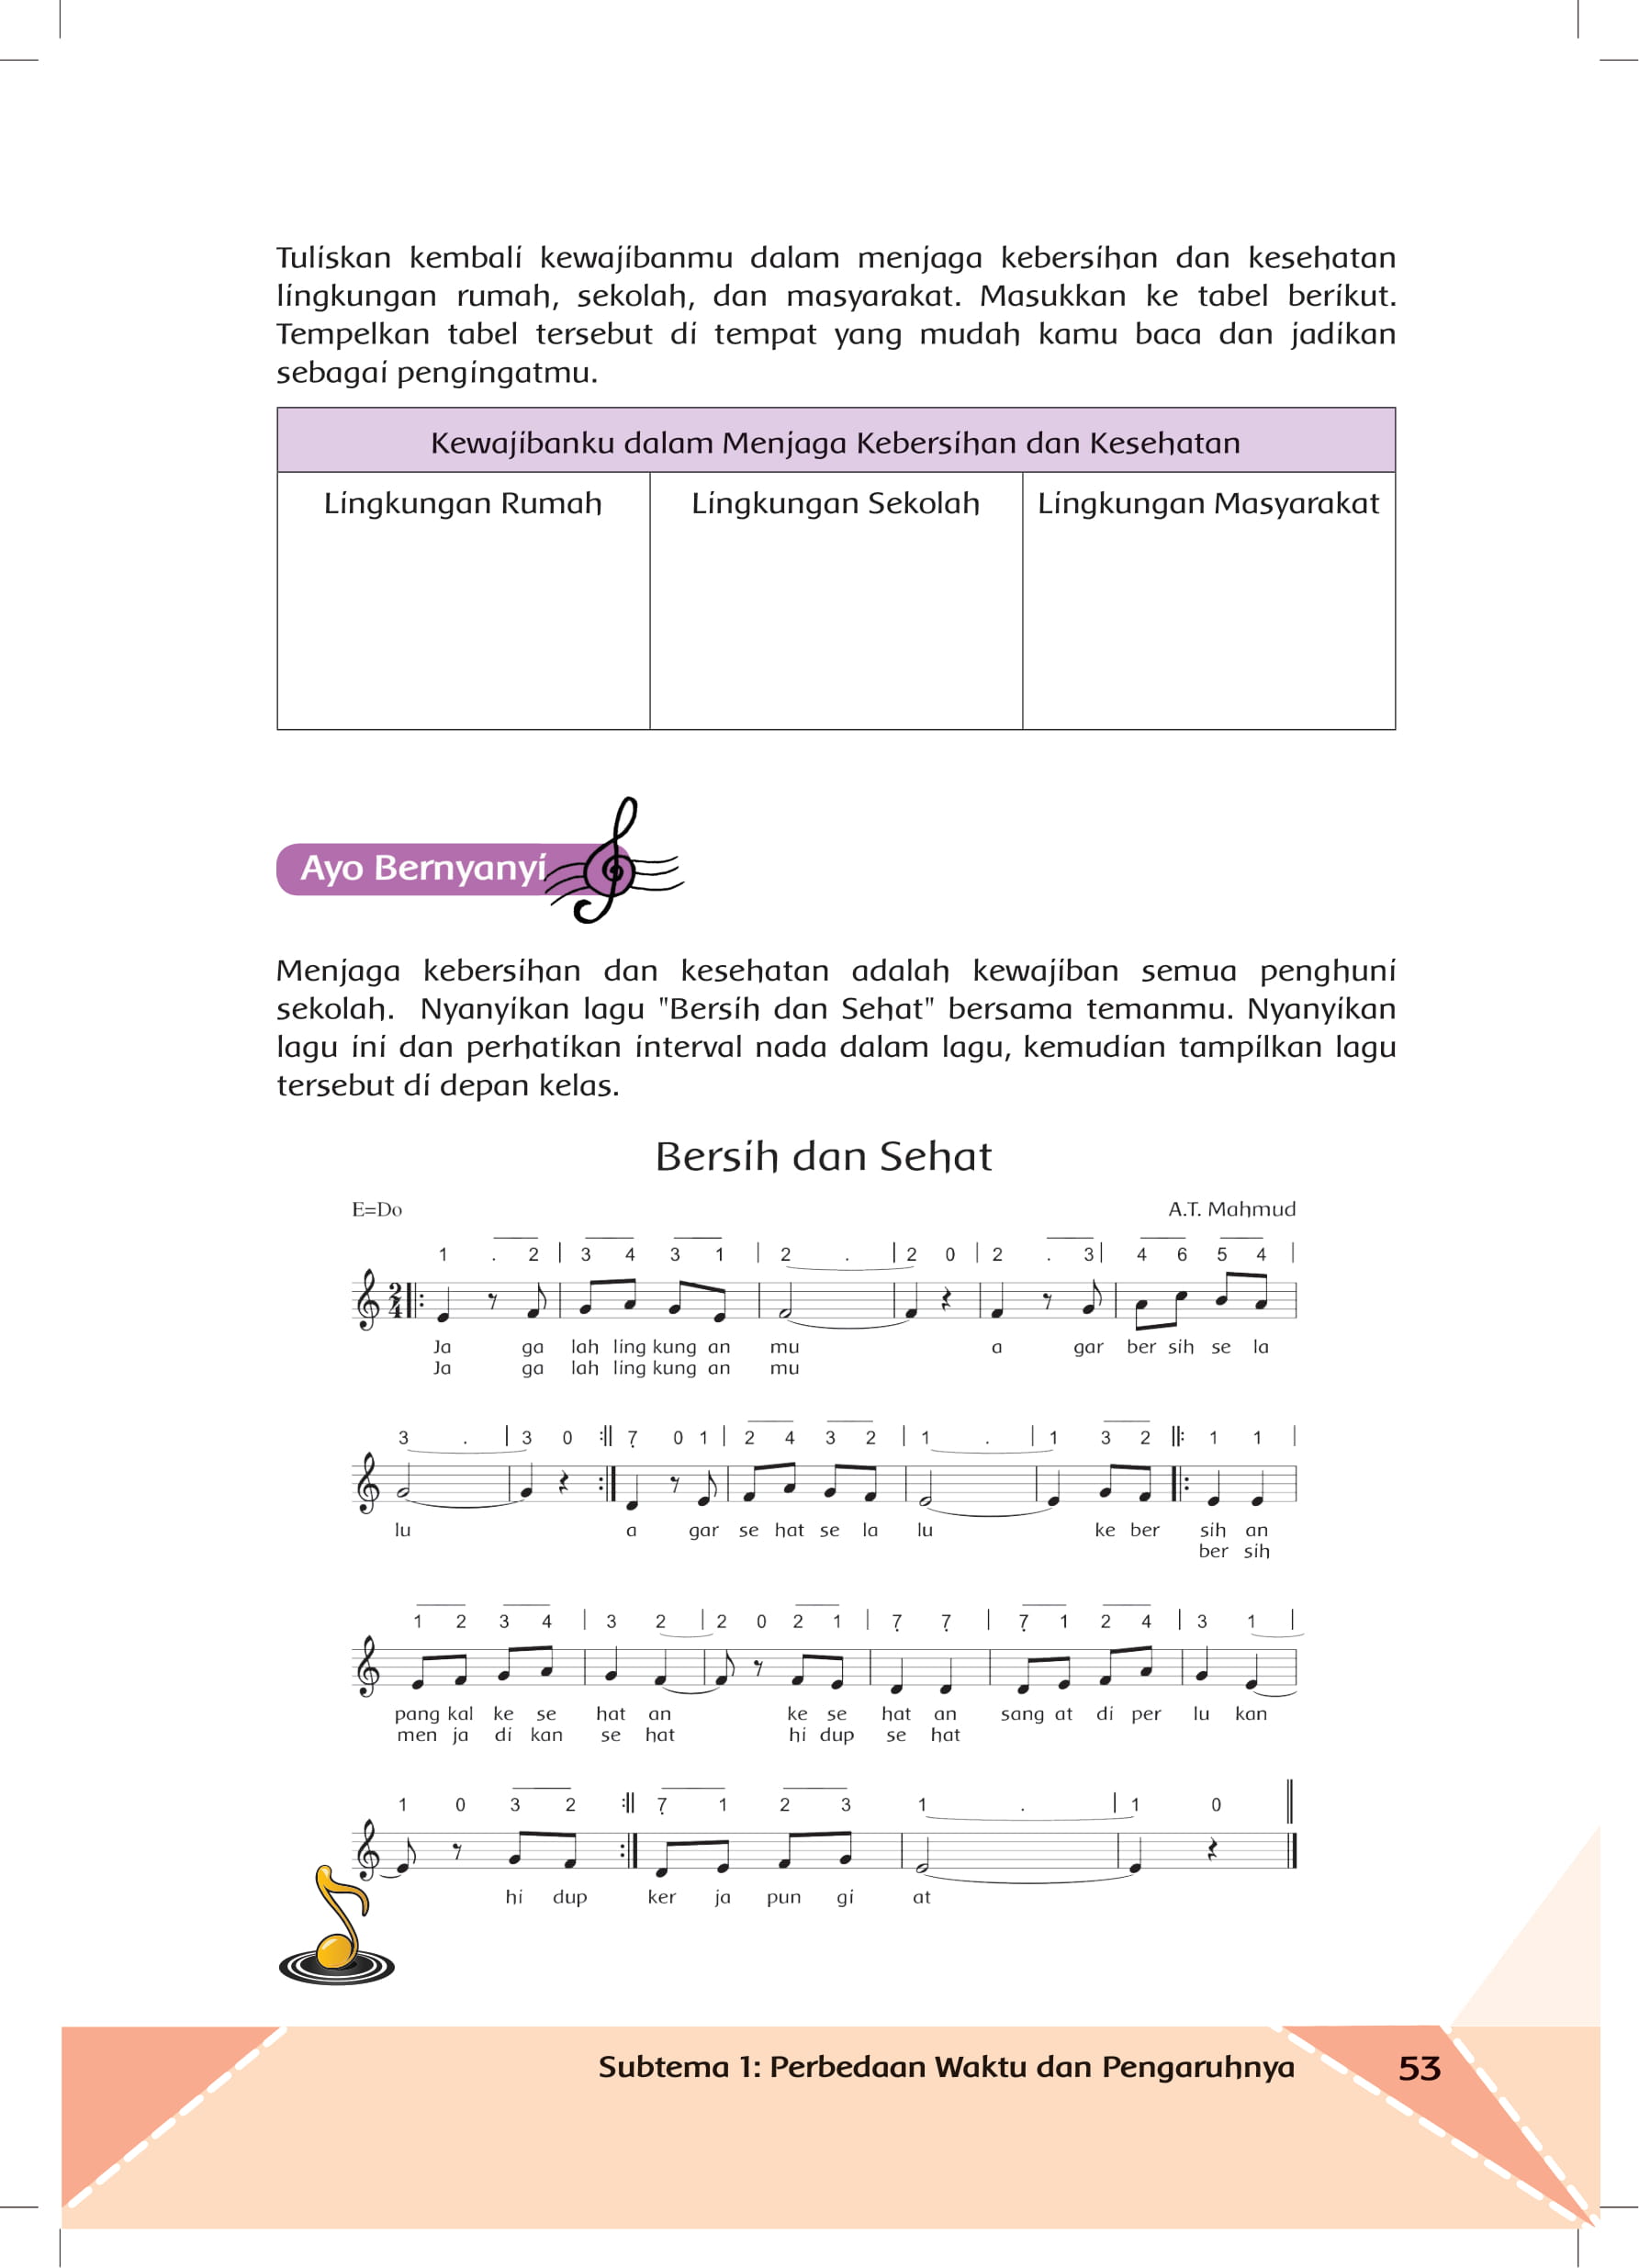 Tuliskan kembali kewajibanmu dalam menjaga kebersihan dan kesehatan
lingkungan rumah, sekolah, dan masyarakat. Masukkan ke tabel berikut.
Tempelkan tabel tersebut di tempat yang mudah kamu baca dan jadikan
sebagai pengingatmu.
Kewajibanku dalam Menjaga Kebersihan dan Kesehatan
Lingkungan Rumah Lingkungan Sekolah Lingkungan Masyarakat
Ayo Bernyanyi
Menjaga kebersihan dan kesehatan adalah kewajiban semua penghuni
sekolah. Nyanyikan lagu "Bersih dan Sehat" bersama temanmu. Nyanyikan
lagu ini dan perhatikan interval nada dalam lagu, kemudian tampilkan lagu
tersebut di depan kelas.
Bersih dan Sehat
E=Do A.T. Mahmud
1 . 2 | 3 4 3 1 | 2 . | 2 0 | 2 . 3 | 4 6 5 4 |
2 4
Ja ga lah ling kung an mu a gar ber sih se la
Ja ga lah ling kung an mu
3 . | 3 0 :|| 7̣ 0 1 | 2 4 3 2 | 1 . | 1 3 2 ||: 1 1 |
lu a gar se hat se la lu ke ber sih an
ber sih
1 2 3 4 | 3 2 | 2 0 2 1 | 7̣ 7̣ | 7̣ 1 2 4 | 3 1 |
pang kal ke se hat an ke se hat an sang at di per lu kan
men ja di kan se hat hi dup se hat
1 0 3 2 :|| 7̣ 1 2 3 1 . | 1 0 ||
hi dup ker ja pun gi at
Subtema 1: Perbedaan Waktu dan Pengaruhnya 53